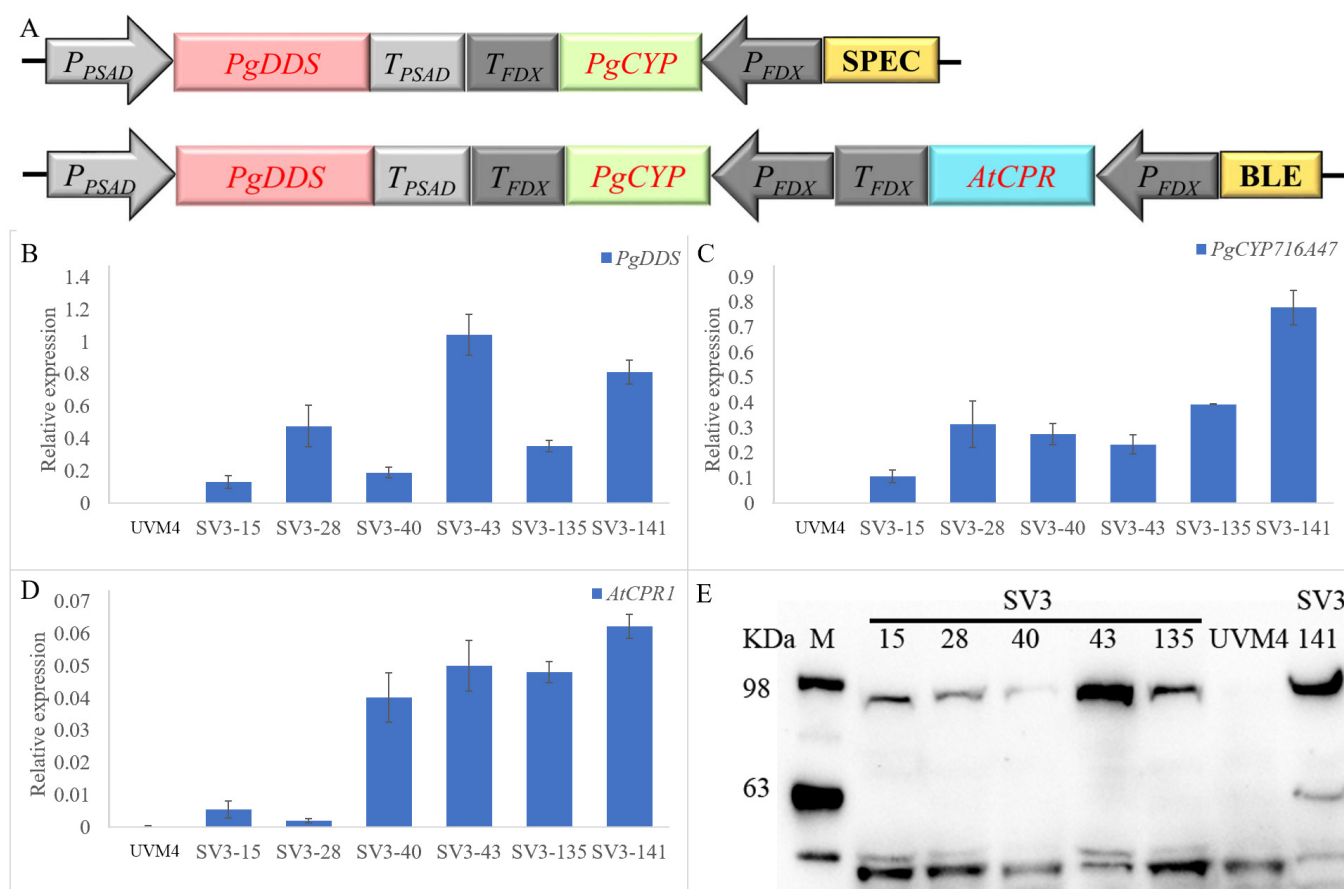 A
P_PSAD PgDDS T_PSAD T_FDX PgCYP P_FDX SPEC
P_PSAD PgDDS T_PSAD T_FDX PgCYP P_FDX T_FDX AtCPR P_FDX BLE
B
PgDDS
Relative expression
1.4
1.2
1
0.8
0.6
0.4
0.2
0
UVM4 SV3-15 SV3-28 SV3-40 SV3-43 SV3-135 SV3-141
C
PgCYP716A47
Relative expression
0.9
0.8
0.7
0.6
0.5
0.4
0.3
0.2
0.1
0
UVM4 SV3-15 SV3-28 SV3-40 SV3-43 SV3-135 SV3-141
D
AtCPR1
Relative expression
0.07
0.06
0.05
0.04
0.03
0.02
0.01
0
UVM4 SV3-15 SV3-28 SV3-40 SV3-43 SV3-135 SV3-141
E
SV3 SV3
KDa M 15 28 40 43 135 UVM4 141
98
63